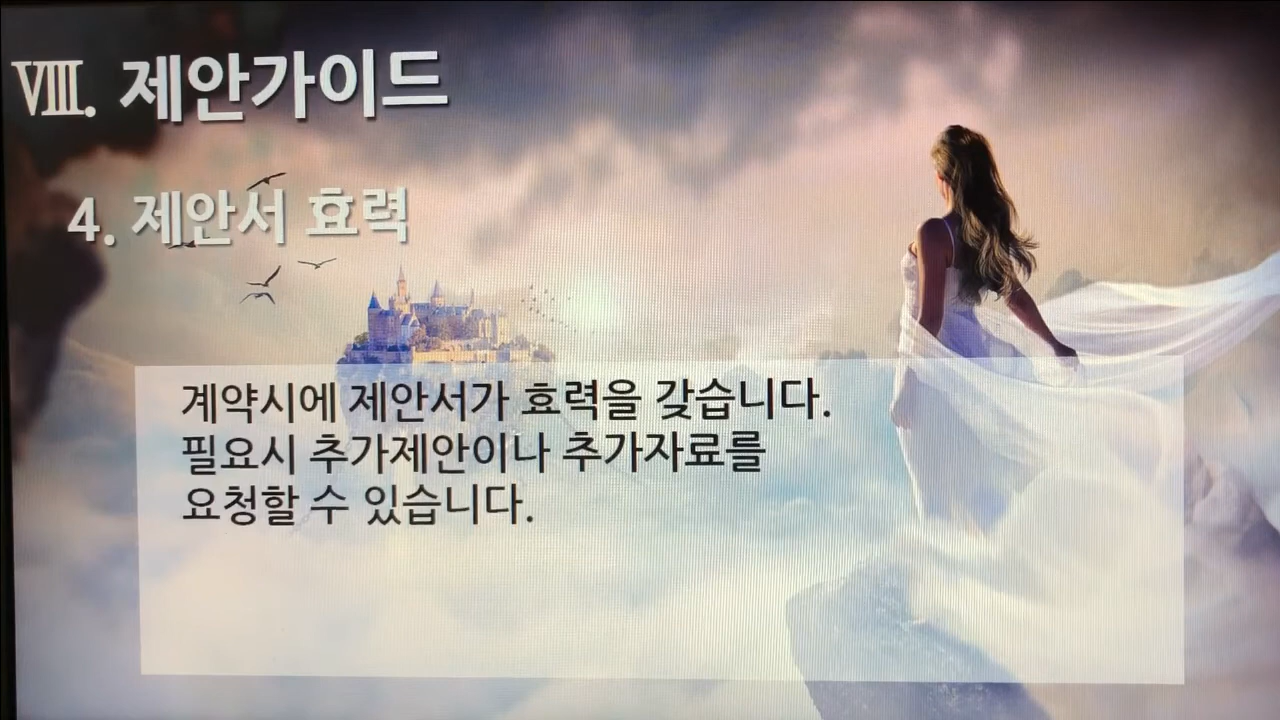 Ⅷ. 제안가이드
4. 제안서 효력
계약시에 제안서가 효력을 갖습니다.
필요시 추가제안이나 추가자료를
요청할 수 있습니다.